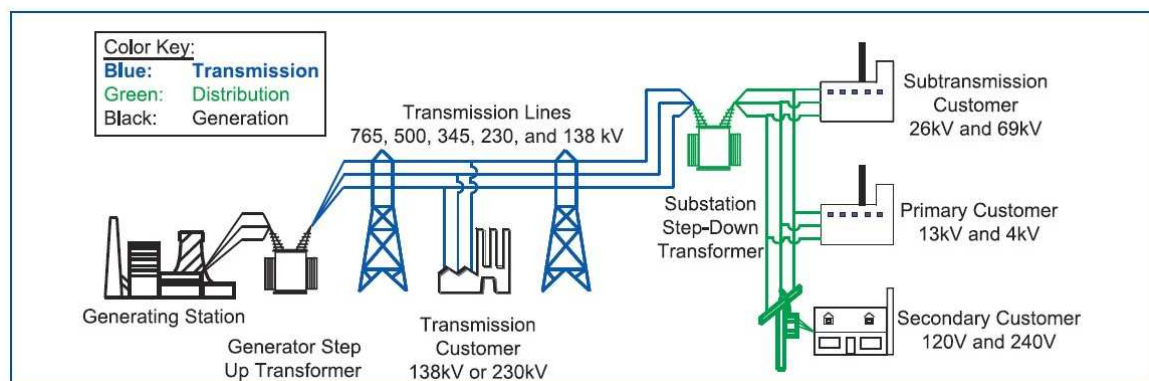 Color Key:
Blue: Transmission
Green: Distribution
Black: Generation
Transmission Lines
765, 500, 345, 230, and 138 kV
Generating Station
Generator Step
Up Transformer
Transmission
Customer
138kV or 230kV
Substation
Step-Down
Transformer
Subtransmission
Customer
26kV and 69kV
Primary Customer
13kV and 4kV
Secondary Customer
120V and 240V